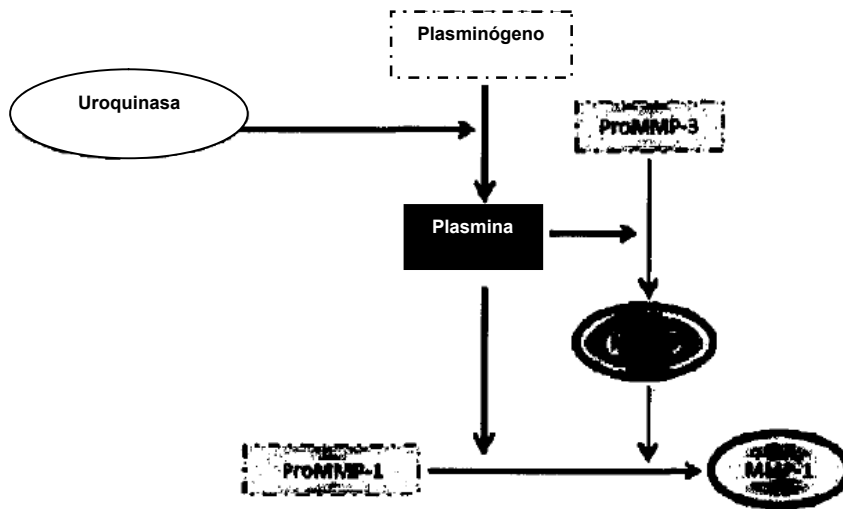 Plasminógeno
Uroquinasa
ProMMP-3
Plasmina
ProMMP-1
MMP-1